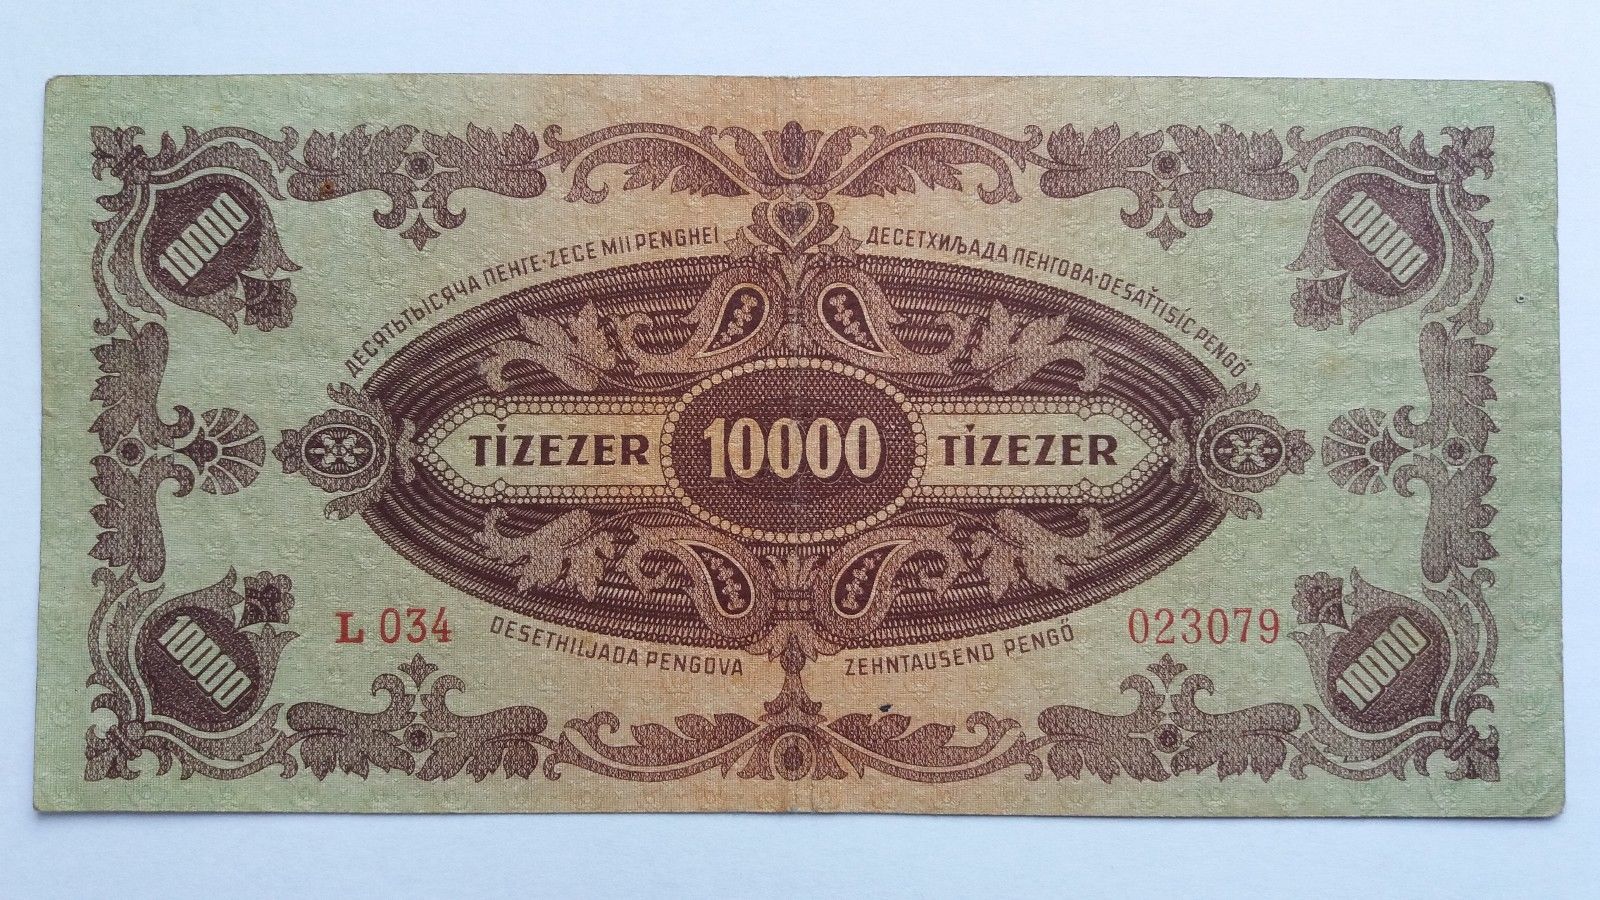 10000
10000
ДЕСЯТЬТЫСЯЧА ПЕНГЕ·ZECE MII PENGHEI
ДЕСЕТХИЉАДА ПЕНГОВА·DESAŤTISÍC PENGŐ
TÍZEZER 10000 TÍZEZER
L 034
DESETHILJADA PENGOVA
ZEHNTAUSEND PENGŐ
023079
10000
10000